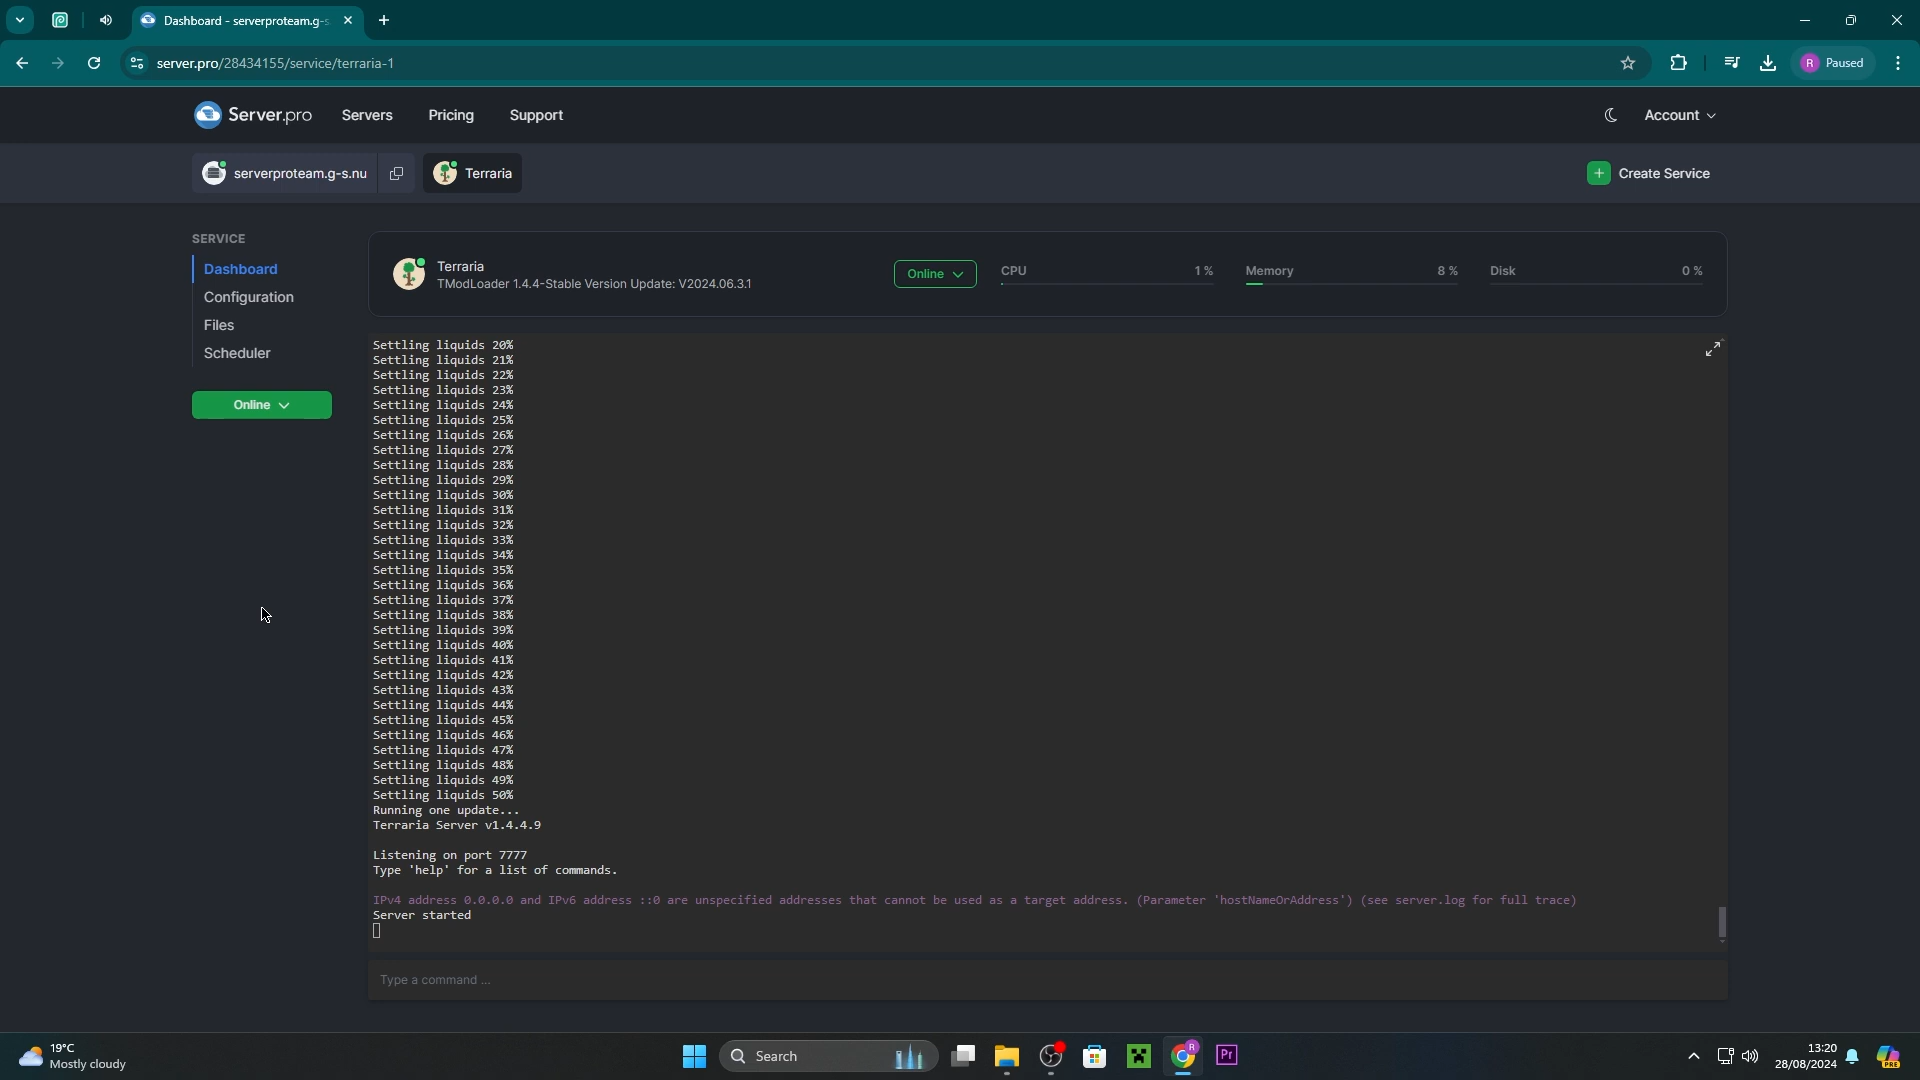 Dashboard - serverproteam.g-s
server.pro/28434155/service/terraria-1
R Paused
Server.pro Servers Pricing Support Account
serverproteam.g-s.nu Terraria Create Service
SERVICE
Dashboard
Configuration
Files
Scheduler
Online
Terraria
TModLoader 1.4.4-Stable Version Update: V2024.06.3.1
Online
CPU 1 %
Memory 8 %
Disk 0 %
Settling liquids 20%
Settling liquids 21%
Settling liquids 22%
Settling liquids 23%
Settling liquids 24%
Settling liquids 25%
Settling liquids 26%
Settling liquids 27%
Settling liquids 28%
Settling liquids 29%
Settling liquids 30%
Settling liquids 31%
Settling liquids 32%
Settling liquids 33%
Settling liquids 34%
Settling liquids 35%
Settling liquids 36%
Settling liquids 37%
Settling liquids 38%
Settling liquids 39%
Settling liquids 40%
Settling liquids 41%
Settling liquids 42%
Settling liquids 43%
Settling liquids 44%
Settling liquids 45%
Settling liquids 46%
Settling liquids 47%
Settling liquids 48%
Settling liquids 49%
Settling liquids 50%
Running one update...
Terraria Server v1.4.4.9
Listening on port 7777
Type 'help' for a list of commands.
IPv4 address 0.0.0.0 and IPv6 address ::0 are unspecified addresses that cannot be used as a target address. (Parameter 'hostNameOrAddress') (see server.log for full trace)
Server started
Type a command ...
19°C
Mostly cloudy
Search
R
Pr
13:20
28/08/2024
PRE